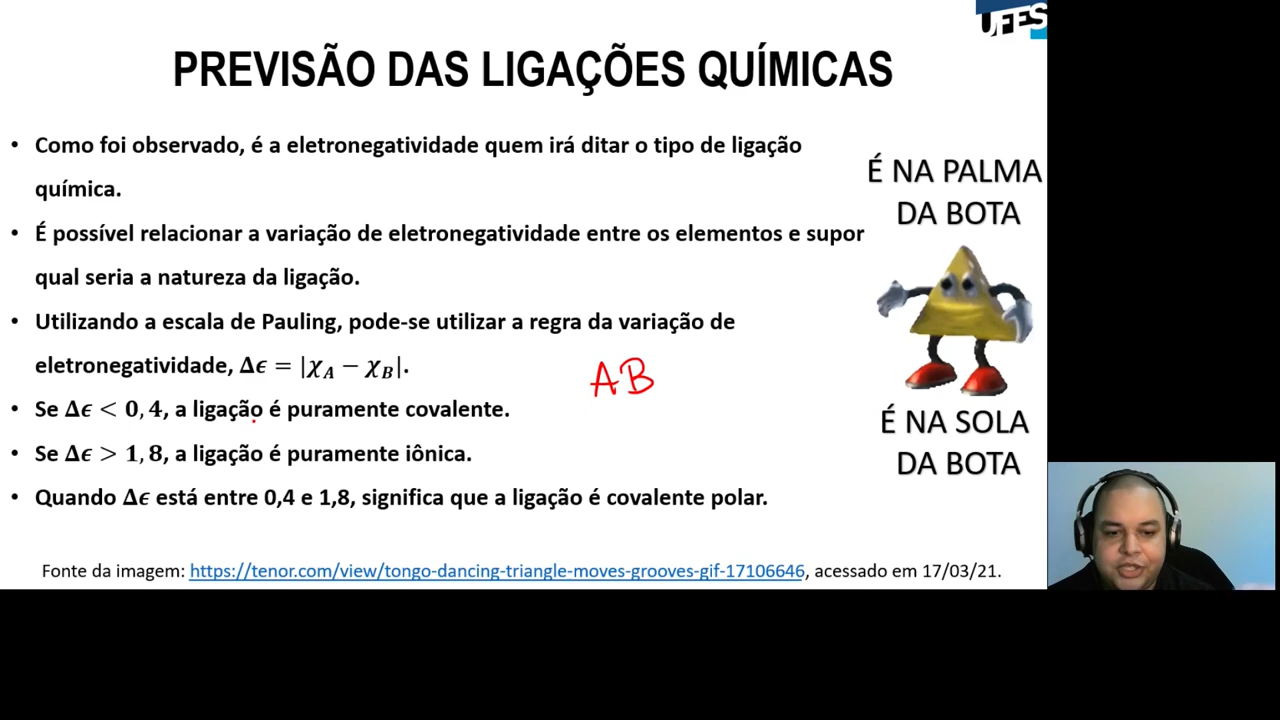 UFES
PREVISÃO DAS LIGAÇÕES QUÍMICAS
• Como foi observado, é a eletronegatividade quem irá ditar o tipo de ligação
química.
• É possível relacionar a variação de eletronegatividade entre os elementos e supor
qual seria a natureza da ligação.
• Utilizando a escala de Pauling, pode-se utilizar a regra da variação de
eletronegatividade, Δϵ = |χA − χB|.
AB
• Se Δϵ < 0,4, a ligação é puramente covalente.
• Se Δϵ > 1,8, a ligação é puramente iônica.
• Quando Δϵ está entre 0,4 e 1,8, significa que a ligação é covalente polar.
É NA PALMA
DA BOTA
É NA SOLA
DA BOTA
Fonte da imagem: https://tenor.com/view/tongo-dancing-triangle-moves-grooves-gif-17106646, acessado em 17/03/21.